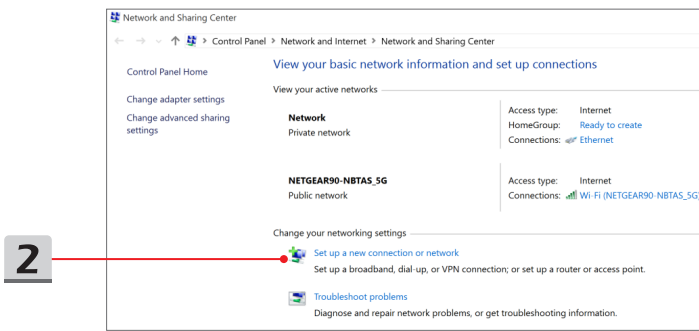 Network and Sharing Center
Control Panel > Network and Internet > Network and Sharing Center
Control Panel Home
Change adapter settings
Change advanced sharing
settings
View your basic network information and set up connections
View your active networks
Network
Private network
Access type: Internet
HomeGroup: Ready to create
Connections: Ethernet
NETGEAR90-NBTAS_5G
Public network
Access type: Internet
Connections: Wi-Fi (NETGEAR90-NBTAS_5G)
Change your networking settings
2
Set up a new connection or network
Set up a broadband, dial-up, or VPN connection; or set up a router or access point.
Troubleshoot problems
Diagnose and repair network problems, or get troubleshooting information.